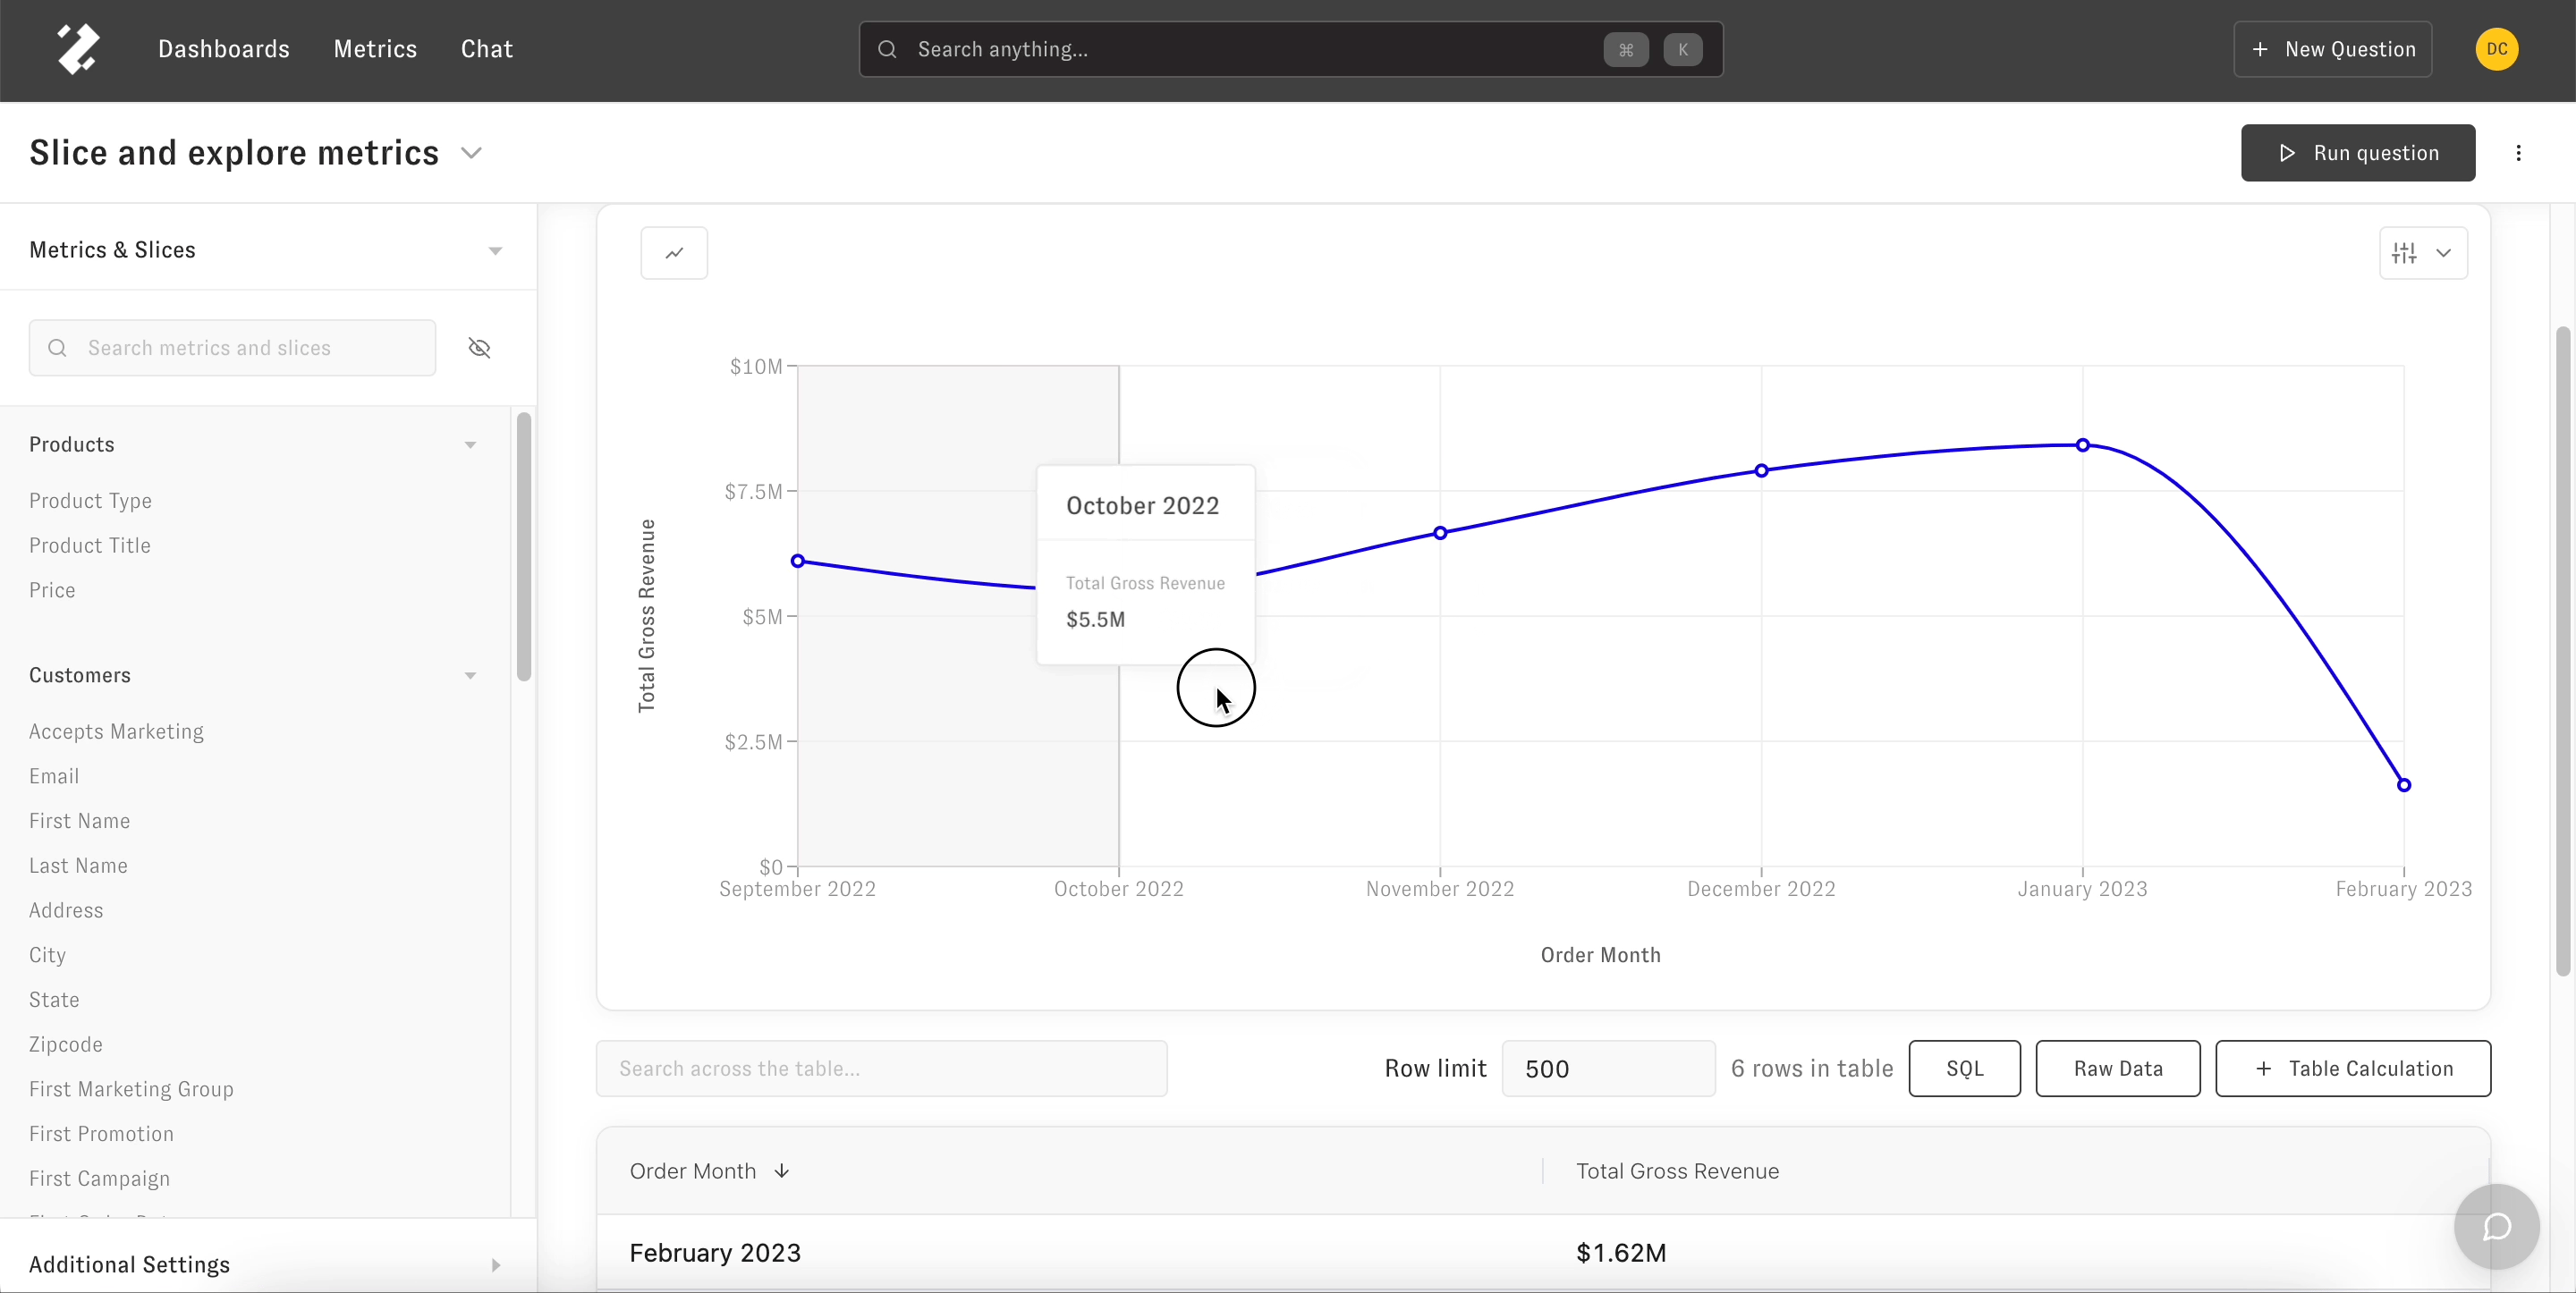 Dashboards
Metrics
Chat
Search anything...
⌘
K
+ New Question
DC
Slice and explore metrics
Run question
Metrics & Slices
Search metrics and slices
Products
Product Type
Product Title
Price
Customers
Accepts Marketing
Email
First Name
Last Name
Address
City
State
Zipcode
First Marketing Group
First Promotion
First Campaign
Additional Settings
Total Gross Revenue
$10M
$7.5M
$5M
$2.5M
$0
October 2022
Total Gross Revenue
$5.5M
September 2022
October 2022
November 2022
December 2022
January 2023
February 2023
Order Month
Search across the table...
Row limit
500
6 rows in table
SQL
Raw Data
+ Table Calculation
Order Month ↓
Total Gross Revenue
February 2023
$1.62M